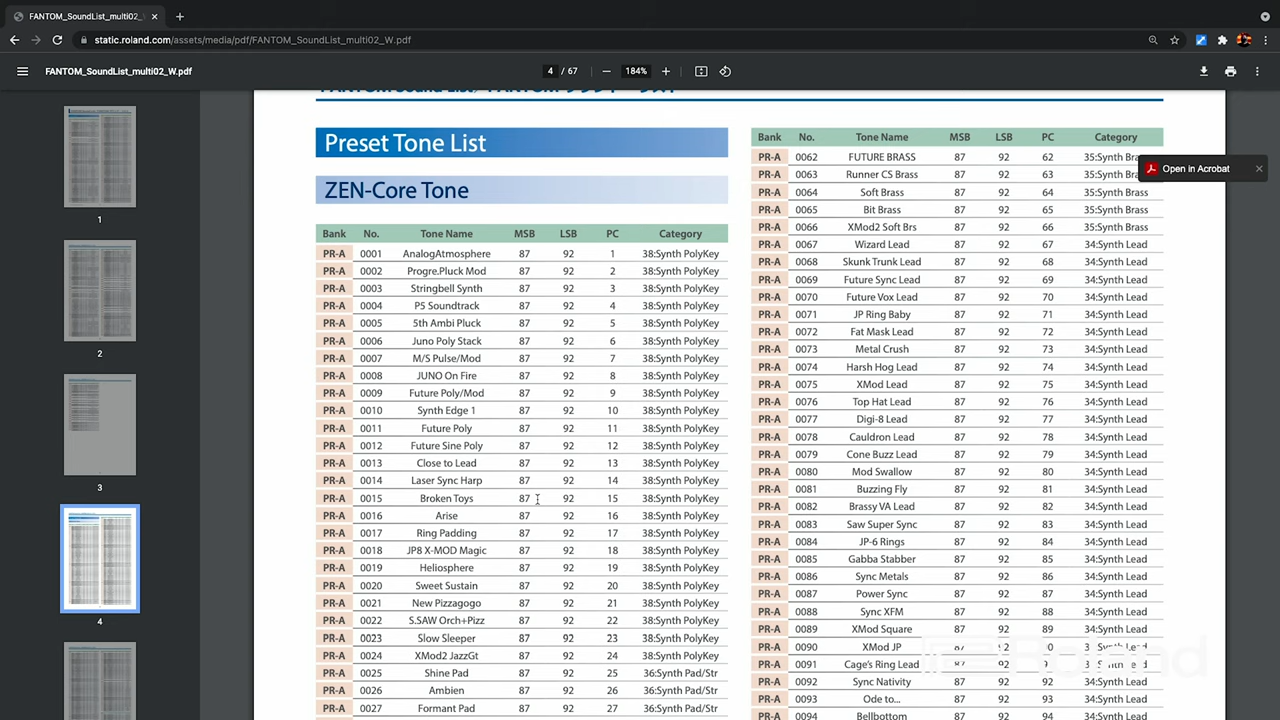 FANTOM_SoundList_multi02_W
static.roland.com/assets/media/pdf/FANTOM_SoundList_multi02_W.pdf
FANTOM_SoundList_multi02_W.pdf
4 / 67
184%
1
2
3
4
Open in Acrobat
Preset Tone List
ZEN-Core Tone
Bank No. Tone Name MSB LSB PC Category
PR-A 0001 AnalogAtmosphere 87 92 1 38:Synth PolyKey
PR-A 0002 Progre.Pluck Mod 87 92 2 38:Synth PolyKey
PR-A 0003 Stringbell Synth 87 92 3 38:Synth PolyKey
PR-A 0004 P5 Soundtrack 87 92 4 38:Synth PolyKey
PR-A 0005 5th Ambi Pluck 87 92 5 38:Synth PolyKey
PR-A 0006 Juno Poly Stack 87 92 6 38:Synth PolyKey
PR-A 0007 M/S Pulse/Mod 87 92 7 38:Synth PolyKey
PR-A 0008 JUNO On Fire 87 92 8 38:Synth PolyKey
PR-A 0009 Future Poly/Mod 87 92 9 38:Synth PolyKey
PR-A 0010 Synth Edge 1 87 92 10 38:Synth PolyKey
PR-A 0011 Future Poly 87 92 11 38:Synth PolyKey
PR-A 0012 Future Sine Poly 87 92 12 38:Synth PolyKey
PR-A 0013 Close to Lead 87 92 13 38:Synth PolyKey
PR-A 0014 Laser Sync Harp 87 92 14 38:Synth PolyKey
PR-A 0015 Broken Toys 87 92 15 38:Synth PolyKey
PR-A 0016 Arise 87 92 16 38:Synth PolyKey
PR-A 0017 Ring Padding 87 92 17 38:Synth PolyKey
PR-A 0018 JP8 X-MOD Magic 87 92 18 38:Synth PolyKey
PR-A 0019 Heliosphere 87 92 19 38:Synth PolyKey
PR-A 0020 Sweet Sustain 87 92 20 38:Synth PolyKey
PR-A 0021 New Pizzagogo 87 92 21 38:Synth PolyKey
PR-A 0022 S.SAW Orch+Pizz 87 92 22 38:Synth PolyKey
PR-A 0023 Slow Sleeper 87 92 23 38:Synth PolyKey
PR-A 0024 XMod2 JazzGt 87 92 24 38:Synth PolyKey
PR-A 0025 Shine Pad 87 92 25 36:Synth Pad/Str
PR-A 0026 Ambien 87 92 26 36:Synth Pad/Str
PR-A 0027 Formant Pad 87 92 27 36:Synth Pad/Str
Bank No. Tone Name MSB LSB PC Category
PR-A 0062 FUTURE BRASS 87 92 62 35:Synth
PR-A 0063 Runner CS Brass 87 92 63 35:Synth
PR-A 0064 Soft Brass 87 92 64 35:Synth Brass
PR-A 0065 Bit Brass 87 92 65 35:Synth Brass
PR-A 0066 XMod2 Soft Brs 87 92 66 35:Synth Brass
PR-A 0067 Wizard Lead 87 92 67 34:Synth Lead
PR-A 0068 Skunk Trunk Lead 87 92 68 34:Synth Lead
PR-A 0069 Future Sync Lead 87 92 69 34:Synth Lead
PR-A 0070 Future Vox Lead 87 92 70 34:Synth Lead
PR-A 0071 JP Ring Baby 87 92 71 34:Synth Lead
PR-A 0072 Fat Mask Lead 87 92 72 34:Synth Lead
PR-A 0073 Metal Crush 87 92 73 34:Synth Lead
PR-A 0074 Harsh Hog Lead 87 92 74 34:Synth Lead
PR-A 0075 XMod Lead 87 92 75 34:Synth Lead
PR-A 0076 Top Hat Lead 87 92 76 34:Synth Lead
PR-A 0077 Digi-8 Lead 87 92 77 34:Synth Lead
PR-A 0078 Cauldron Lead 87 92 78 34:Synth Lead
PR-A 0079 Cone Buzz Lead 87 92 79 34:Synth Lead
PR-A 0080 Mod Swallow 87 92 80 34:Synth Lead
PR-A 0081 Buzzing Fly 87 92 81 34:Synth Lead
PR-A 0082 Brassy VA Lead 87 92 82 34:Synth Lead
PR-A 0083 Saw Super Sync 87 92 83 34:Synth Lead
PR-A 0084 JP-6 Rings 87 92 84 34:Synth Lead
PR-A 0085 Gabba Stabber 87 92 85 34:Synth Lead
PR-A 0086 Sync Metals 87 92 86 34:Synth Lead
PR-A 0087 Power Sync 87 92 87 34:Synth Lead
PR-A 0088 Sync XFM 87 92 88 34:Synth Lead
PR-A 0089 XMod Square 87 92 89 34:Synth Lead
PR-A 0090 XMod JP 87 92 90 34:Synth Lead
PR-A 0091 Cage's Ring Lead 87 92
PR-A 0092 Sync Nativity 87 92 92 34:Synth Lead
PR-A 0093 Ode to... 87 92 93 34:Synth Lead
PR-A 0094 Bellbottom 87 92 94 34:Synth Lead
Roland